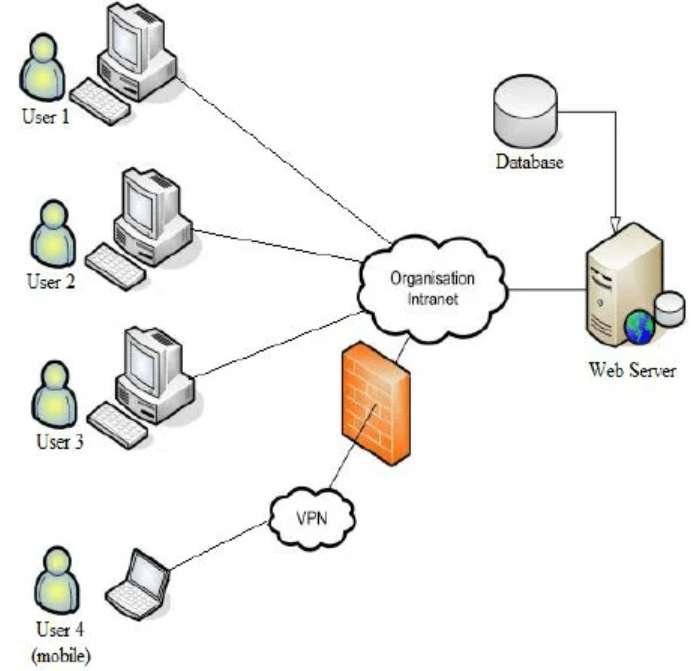 User 1
Database
User 2
Organisation
Intranet
Web Server
User 3
VPN
User 4
(mobile)